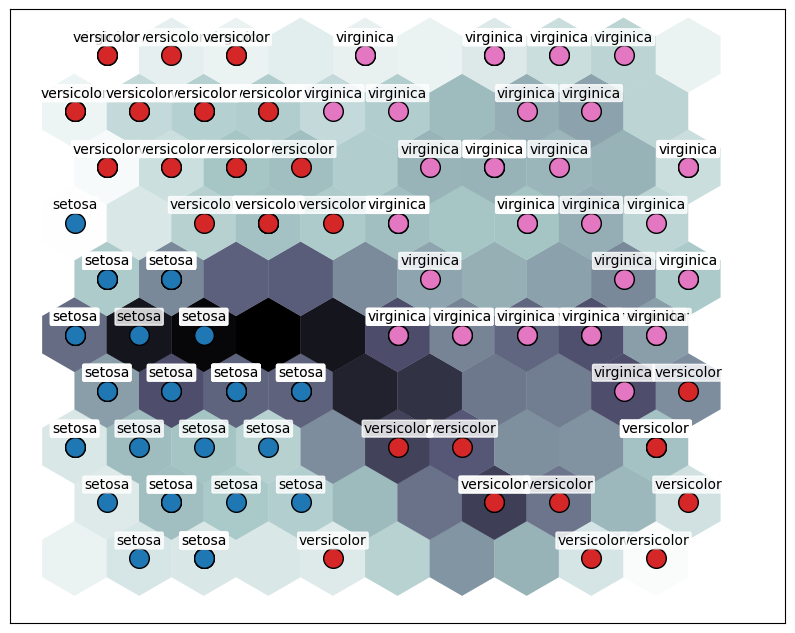 versicolor versicolor versicolor virginica virginica virginica virginica
versicolor versicolor versicolor versicolor virginica virginica virginica virginica
versicolor versicolor versicolor versicolor virginica virginica virginica virginica
setosa versicolor versicolor versicolor virginica virginica virginica virginica
setosa setosa virginica virginica virginica
setosa setosa setosa virginica virginica virginica virginica virginica
setosa setosa setosa setosa virginica versicolor
setosa setosa setosa setosa versicolor versicolor versicolor
setosa setosa setosa setosa versicolor versicolor versicolor
setosa setosa versicolor versicolor versicolor